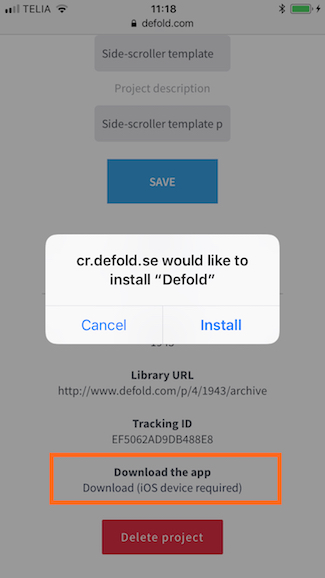 TELIA
11:18
defold.com
Side-scroller template
Project description
Side-scroller template p
SAVE
cr.defold.se would like to
install “Defold”
Cancel
Install
1943
Library URL
http://www.defold.com/p/4/1943/archive
Tracking ID
EF5062AD9DB488E8
Download the app
Download (iOS device required)
Delete project